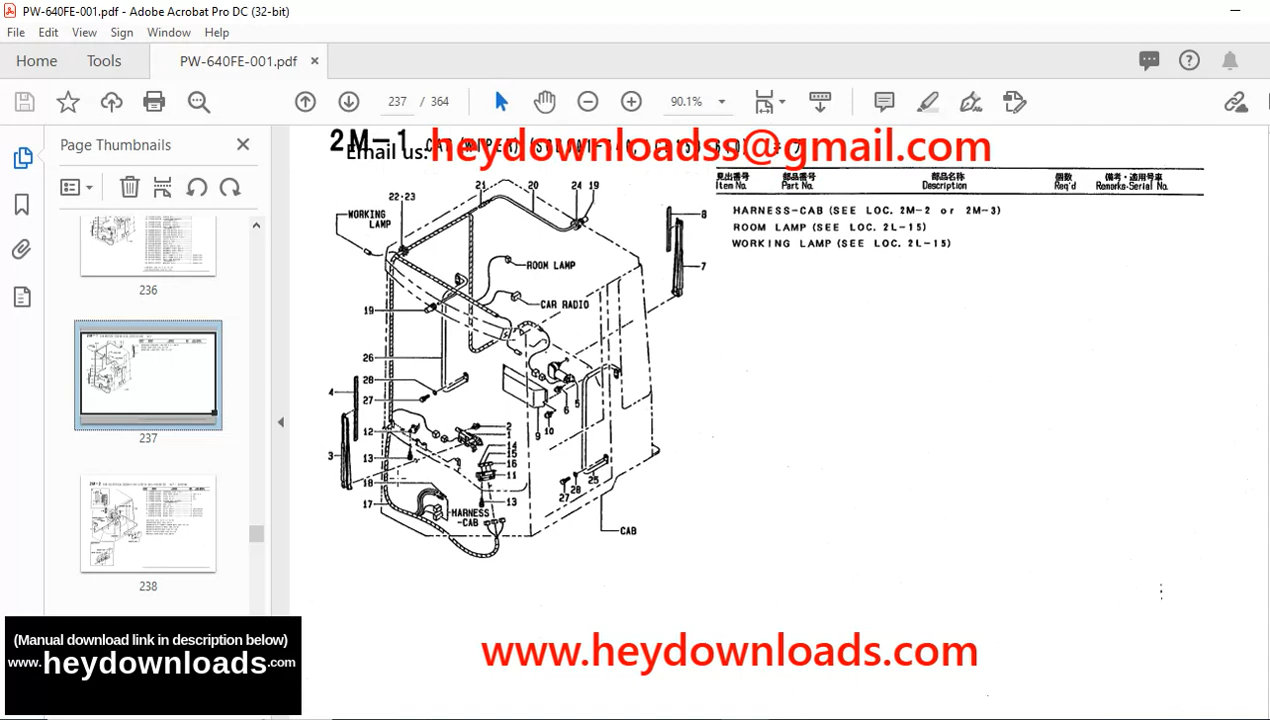 PW-640FE-001.pdf - Adobe Acrobat Pro DC (32-bit)
File Edit View Sign Window Help
Home Tools PW-640FE-001.pdf ×
237 / 364 90.1%
Page Thumbnails
236
237
238
2M-1 CAB (WIPER)
Email us: heydownloadss@gmail.com
見出番号 部品番号 部品名称 個数 備考・適用号車
Item No. Part No. Description Req'd Remarks-Serial No.
HARNESS-CAB (SEE LOC. 2M-2 or 2M-3)
ROOM LAMP (SEE LOC. 2L-15)
WORKING LAMP (SEE LOC. 2L-15)
22·23 21 20 24 19
WORKING
LAMP
8
7
ROOM LAMP
19
CAR RADIO
26
28
27
4
5
6
9
10
12
2
1
14
15
16
11
3
13
18
13
25
27 28
17
HARNESS
-CAB
CAB
(Manual download link in description below)
www.heydownloads.com
www.heydownloads.com